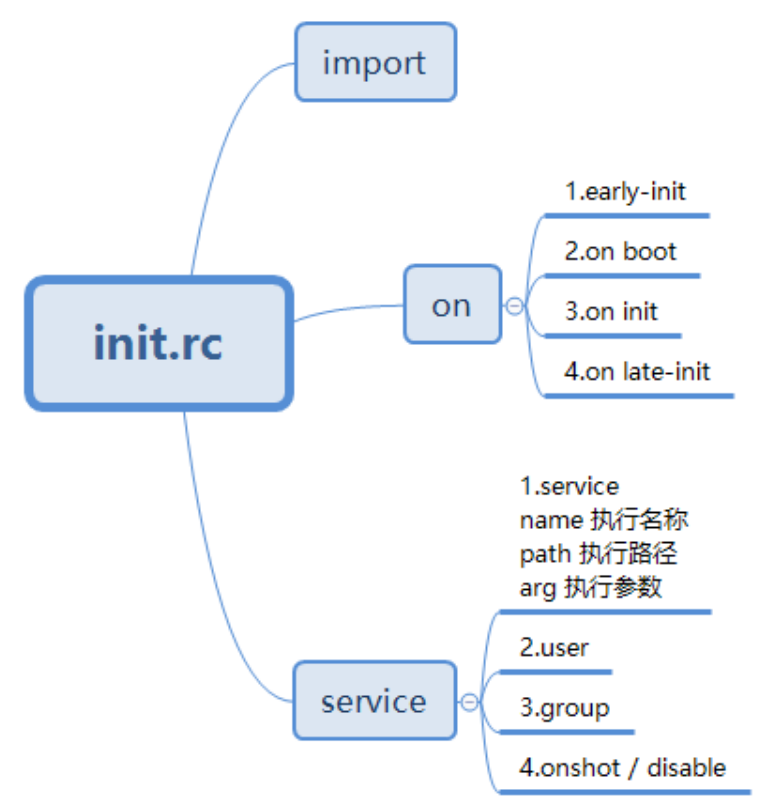 import
1.early-init
2.on boot
on
3.on init
init.rc
4.on late-init
1.service
name 执行名称
path 执行路径
arg 执行参数
2.user
service
3.group
4.onshot / disable